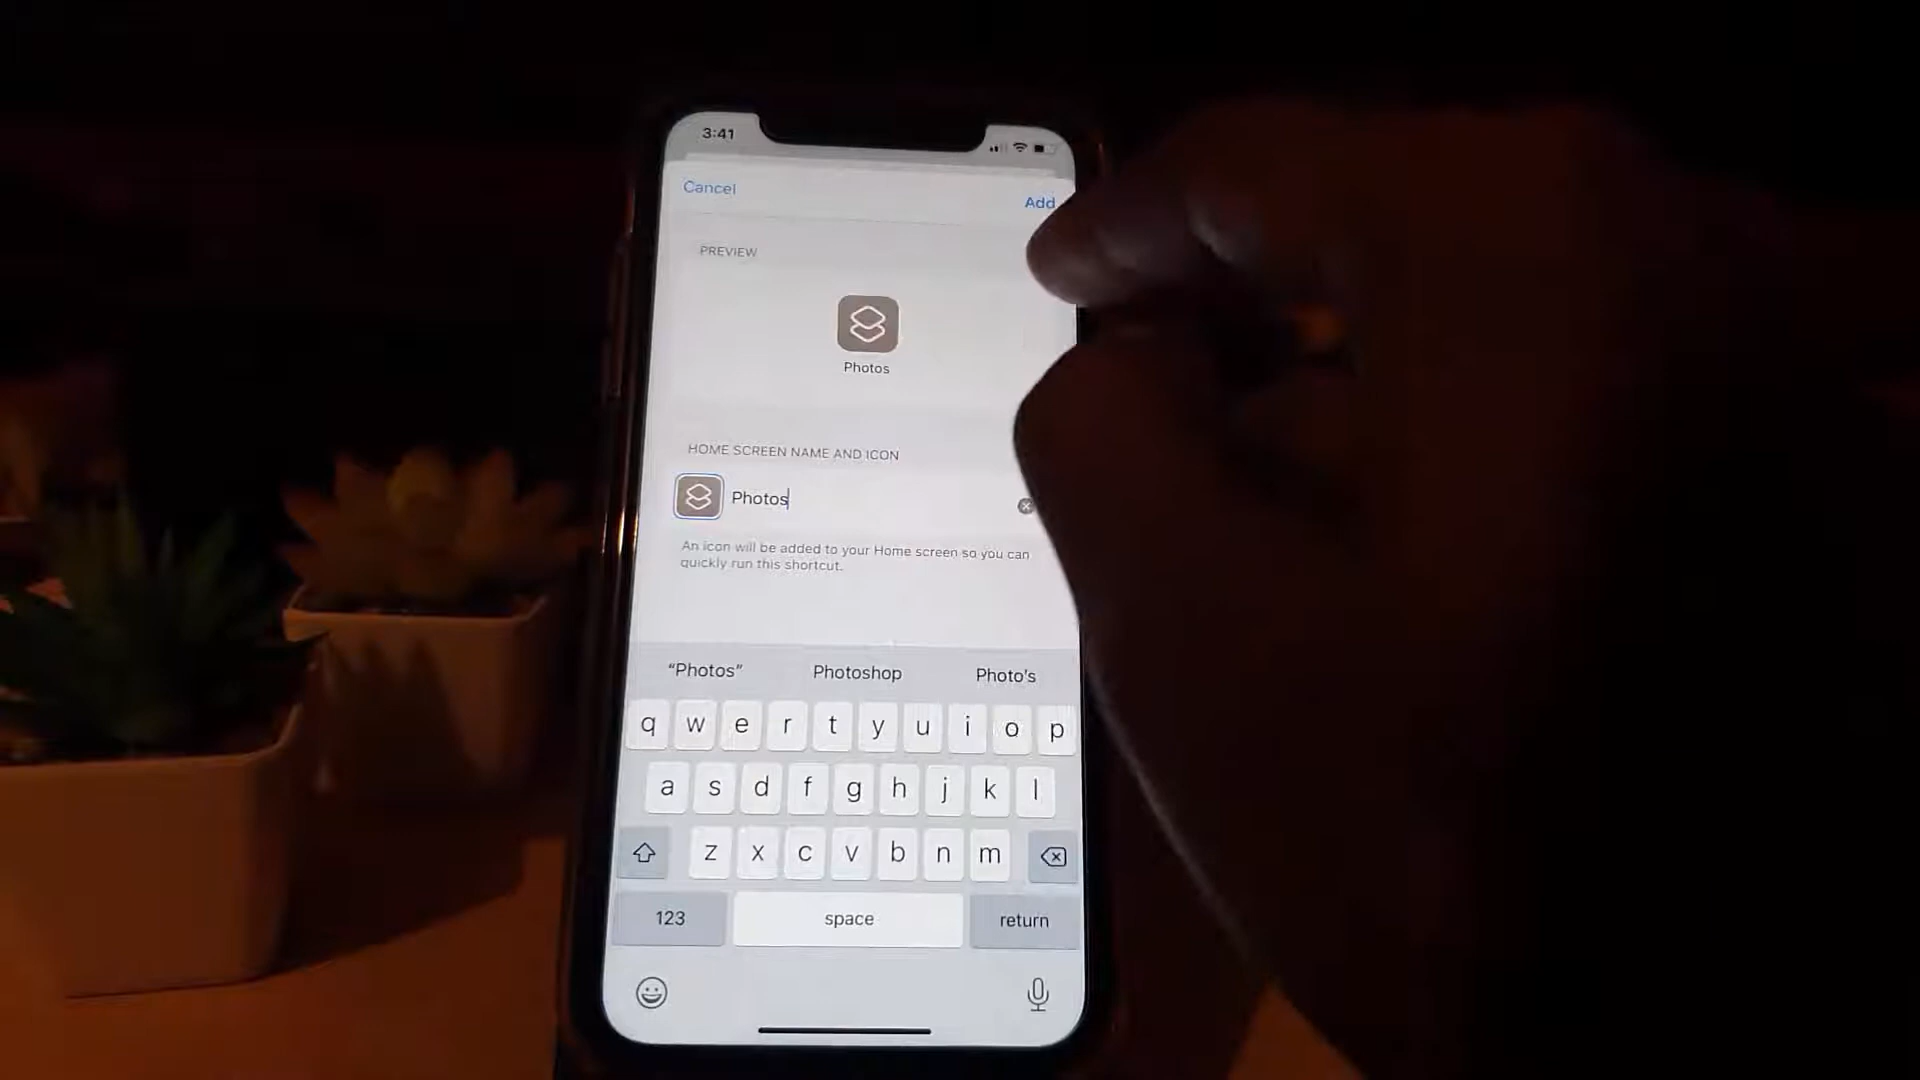 3:41
Cancel
Add
PREVIEW
Photos
HOME SCREEN NAME AND ICON
Photos
An icon will be added to your Home screen so you can
quickly run this shortcut.
“Photos” Photoshop Photo's
q w e r t y u i o p
a s d f g h j k l
z x c v b n m
123 space return